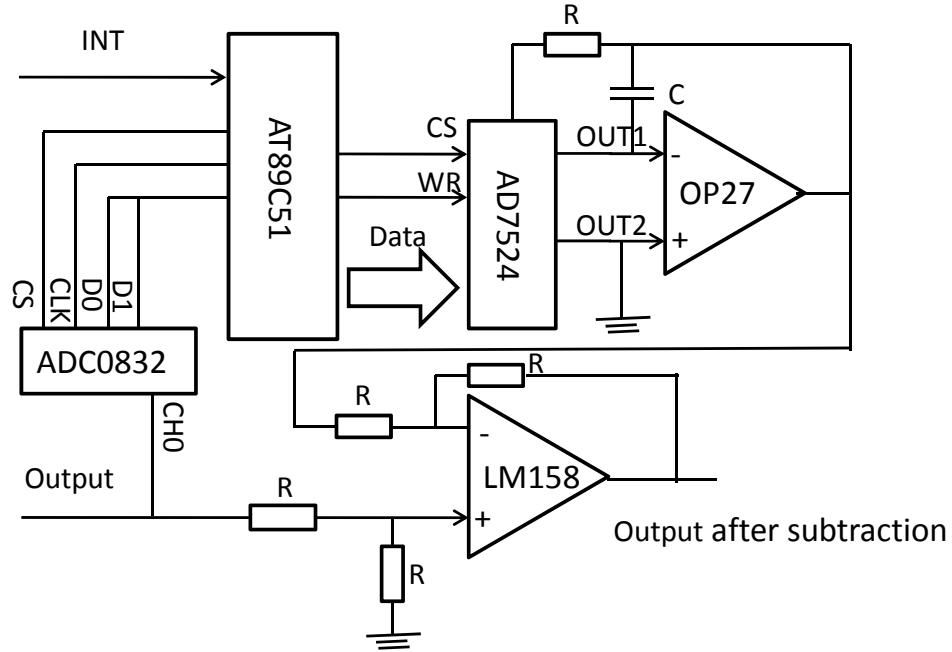 R
INT
C
CS
OUT1
-
AT89C51
WR
AD7524
OP27
Data
OUT2
+
CS
CLK
D0
D1
ADC0832
R
R
CH0
-
LM158
Output
R
+
Output after subtraction
R